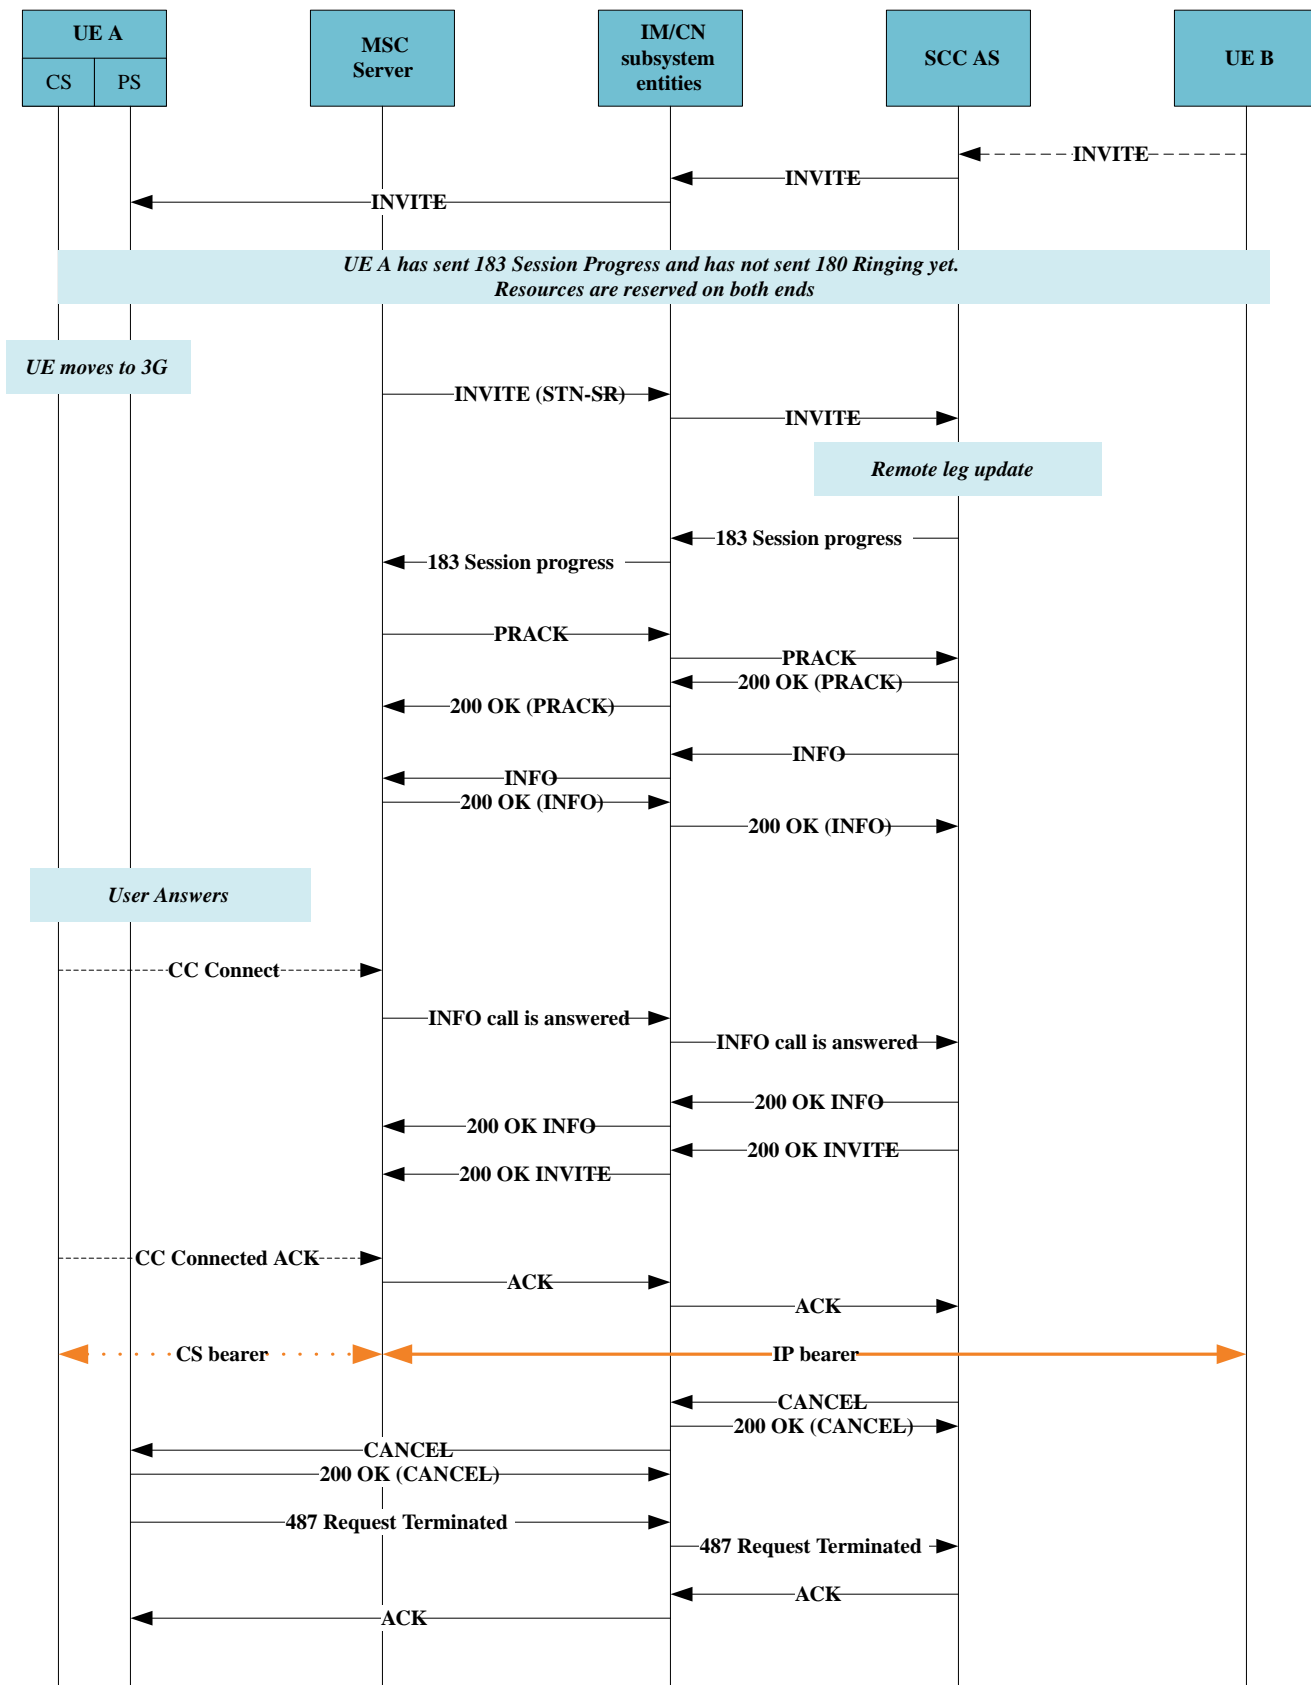 UE A
CS
PS
MSC
Server
IM/CN
subsystem
entities
SCC AS
UE B
INVITE
INVITE
INVITE
UE A has sent 183 Session Progress and has not sent 180 Ringing yet.
Resources are reserved on both ends
UE moves to 3G
INVITE (STN-SR)
INVITE
Remote leg update
183 Session progress
183 Session progress
PRACK
PRACK
200 OK (PRACK)
200 OK (PRACK)
INFO
INFO
200 OK (INFO)
200 OK (INFO)
User Answers
CC Connect
INFO call is answered
INFO call is answered
200 OK INFO
200 OK INFO
200 OK INVITE
200 OK INVITE
CC Connected ACK
ACK
ACK
CS bearer
IP bearer
CANCEL
200 OK (CANCEL)
CANCEL
200 OK (CANCEL)
487 Request Terminated
487 Request Terminated
ACK
ACK